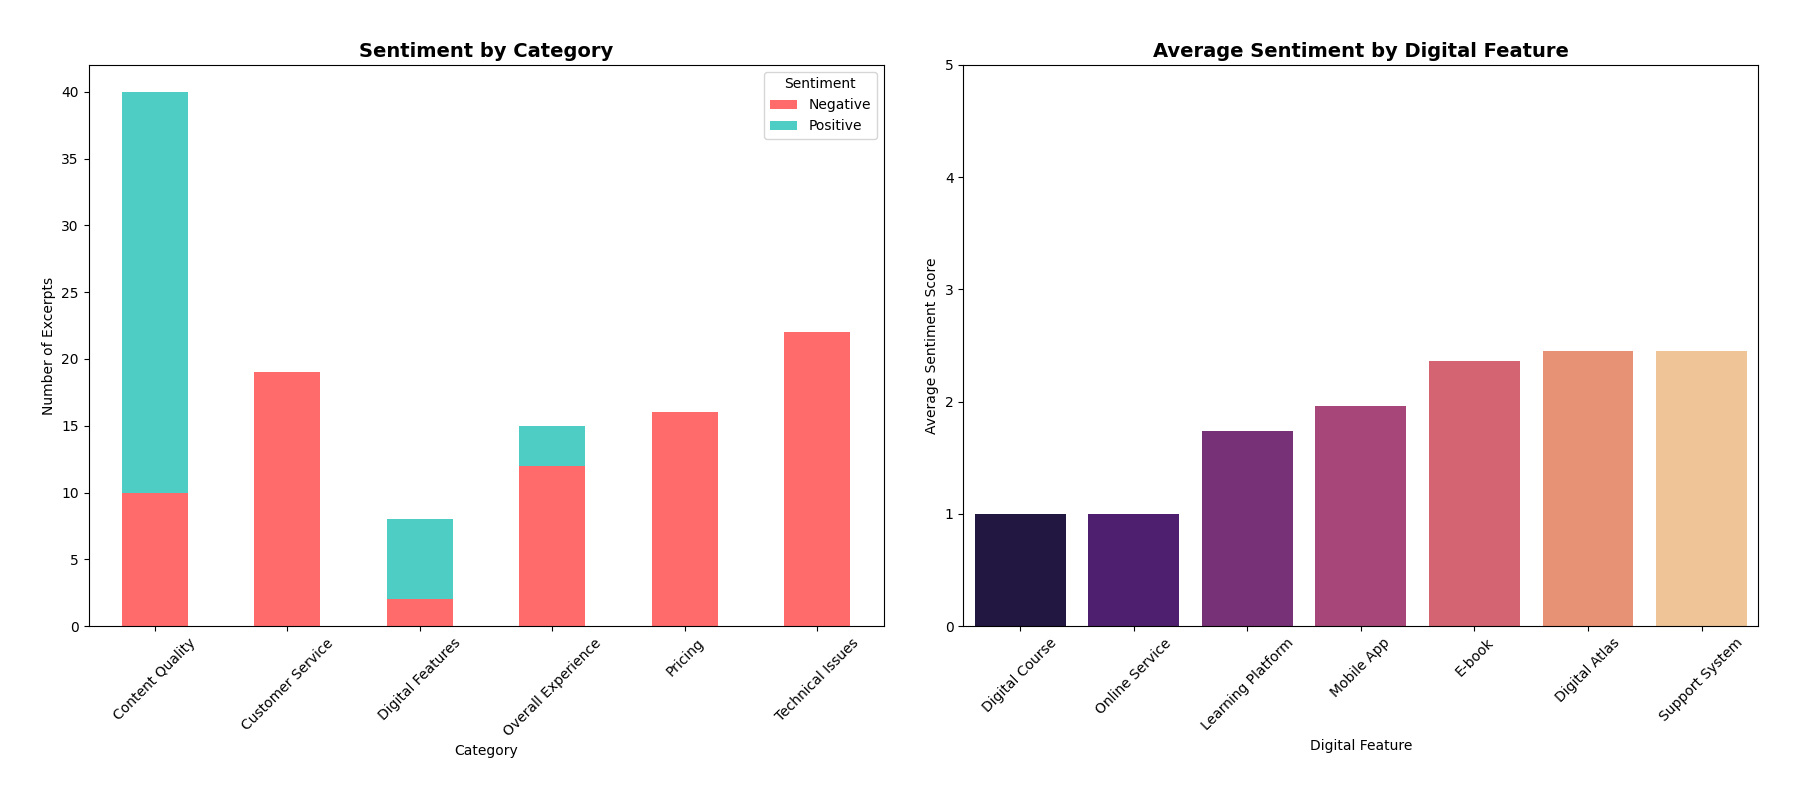 Sentiment by Category
Number of Excerpts
40
35
30
25
20
15
10
5
0
Sentiment
Negative
Positive
Content Quality
Customer Service
Digital Features
Overall Experience
Pricing
Technical Issues
Category
Average Sentiment by Digital Feature
Average Sentiment Score
5
4
3
2
1
0
Digital Course
Online Service
Learning Platform
Mobile App
E-book
Digital Atlas
Support System
Digital Feature